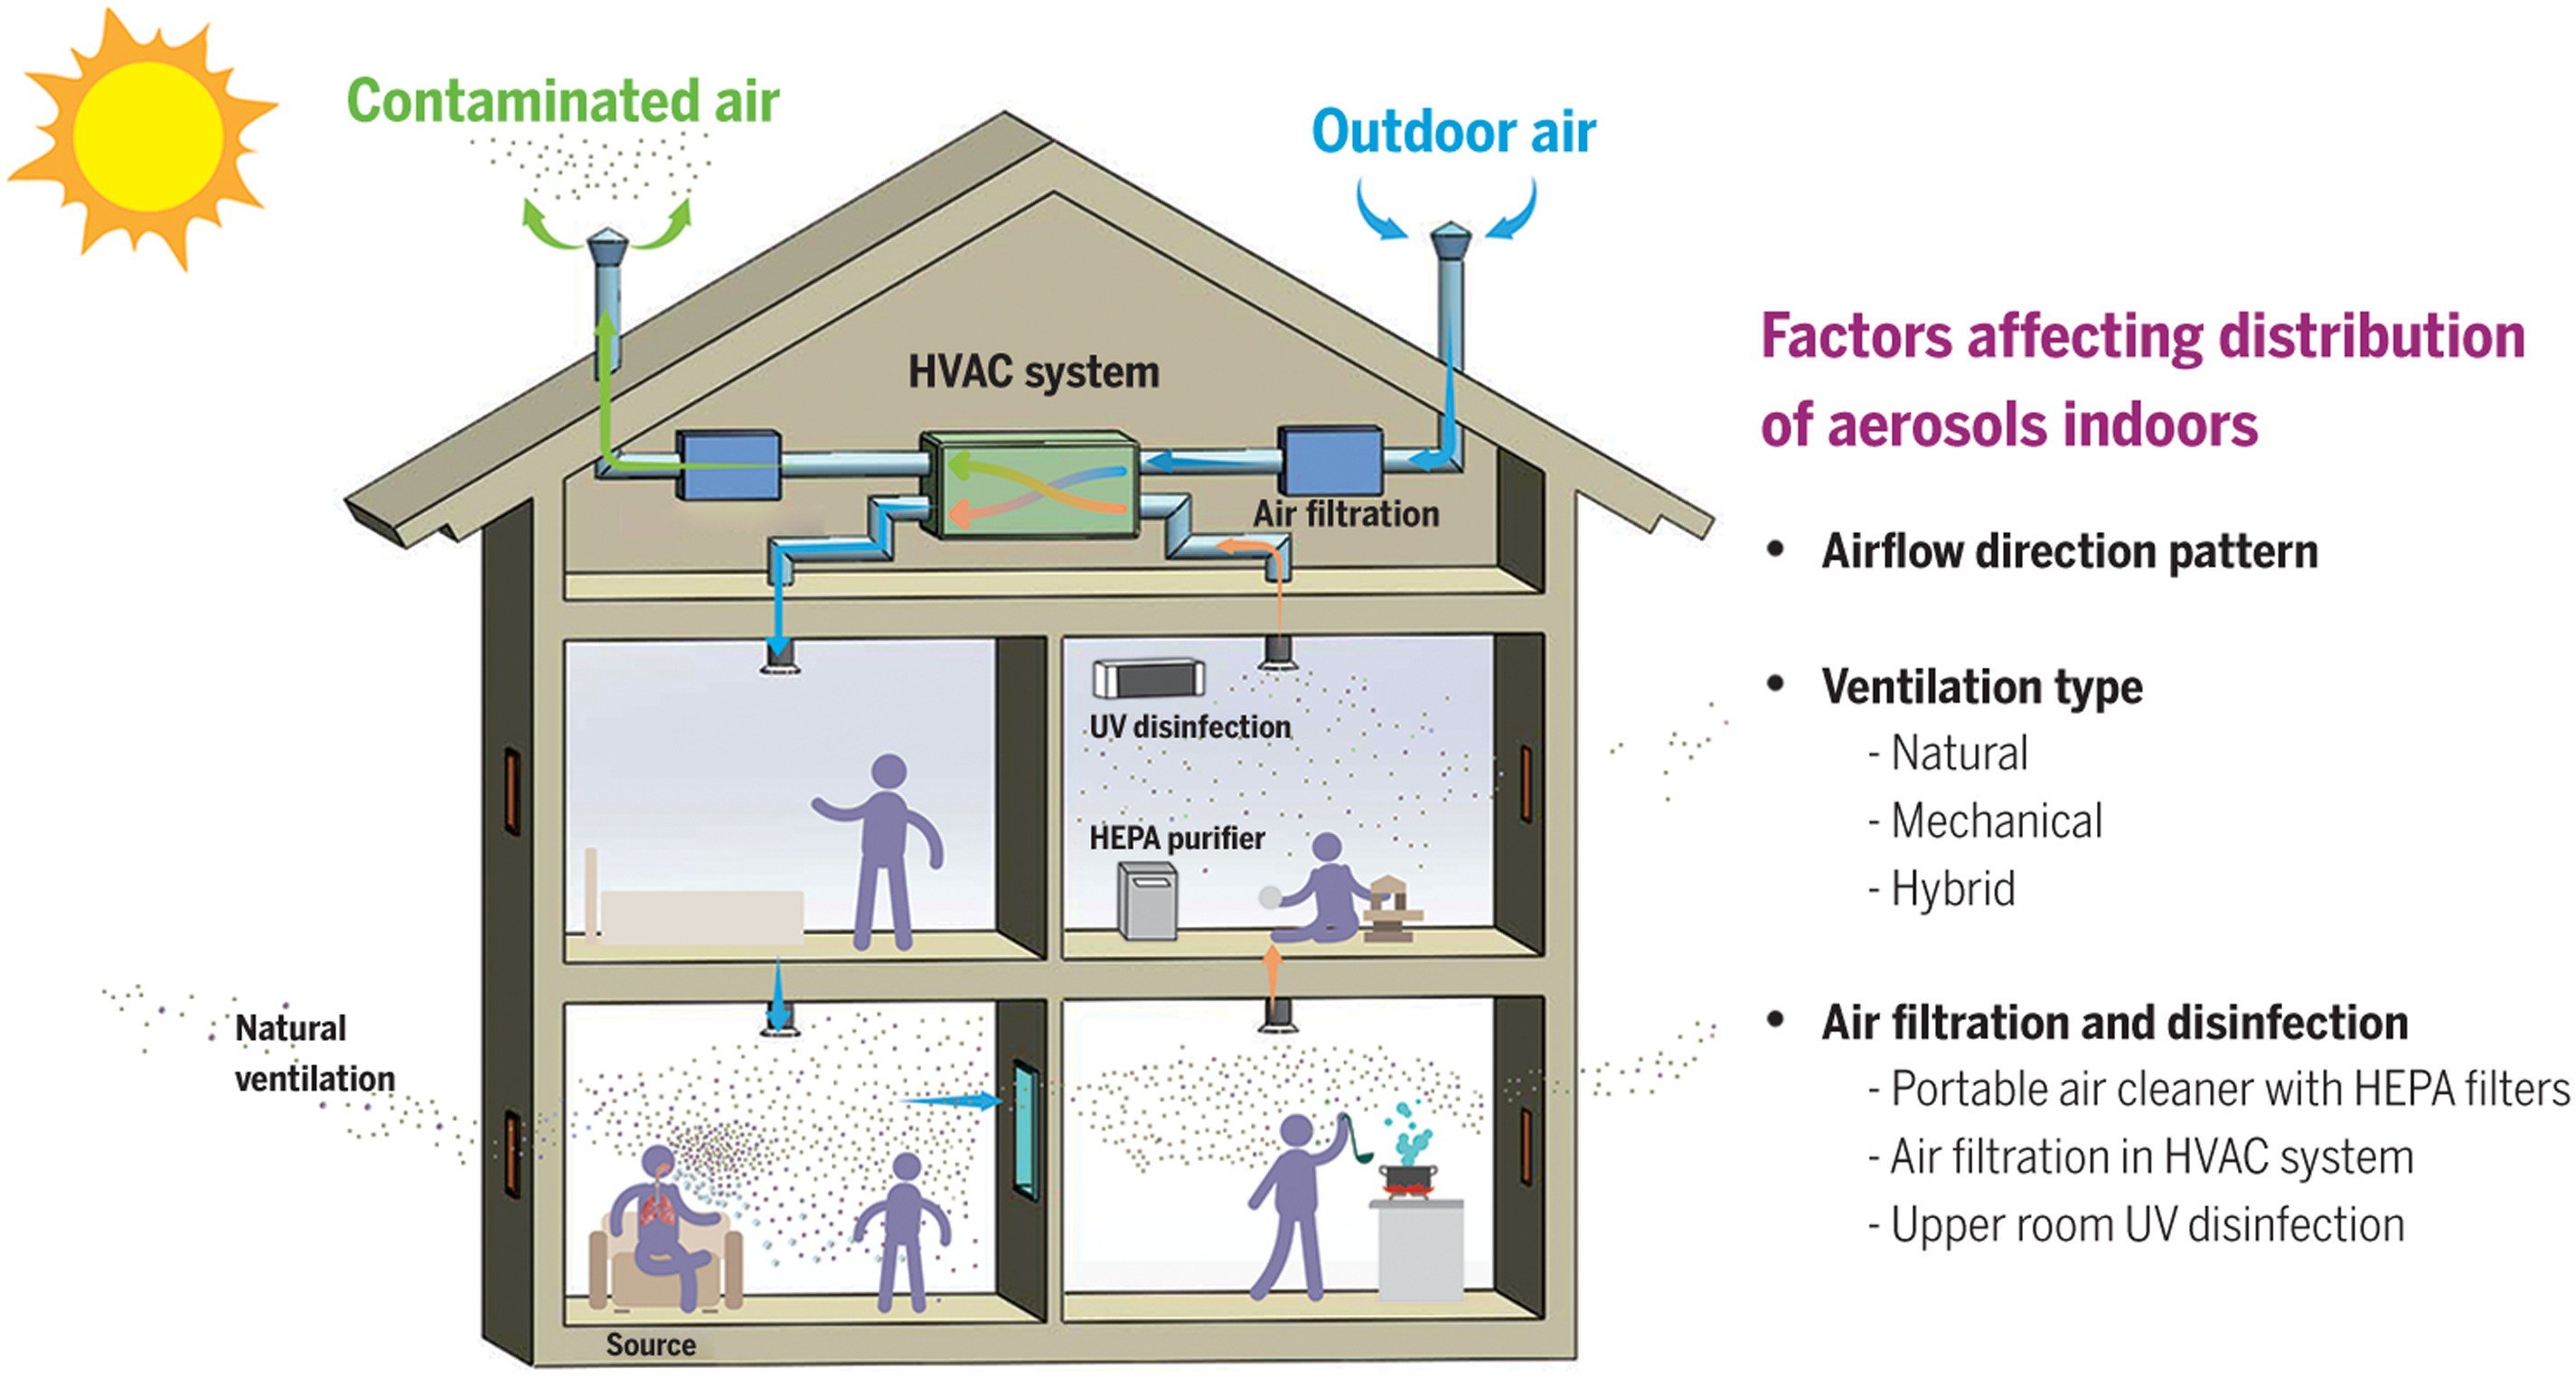 Contaminated air
Outdoor air
HVAC system
Air filtration
UV disinfection
HEPA purifier
Natural
ventilation
Source
Factors affecting distribution
of aerosols indoors
• Airflow direction pattern
• Ventilation type
- Natural
- Mechanical
- Hybrid
• Air filtration and disinfection
- Portable air cleaner with HEPA filters
- Air filtration in HVAC system
- Upper room UV disinfection